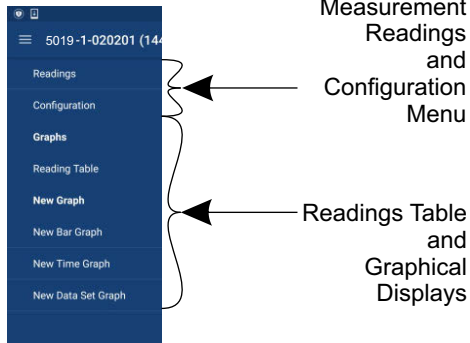 5019-1-020201 (144
Readings
Configuration
Graphs
Reading Table
New Graph
New Bar Graph
New Time Graph
New Data Set Graph
Measurement
Readings
and
Configuration
Menu
Readings Table
and
Graphical
Displays